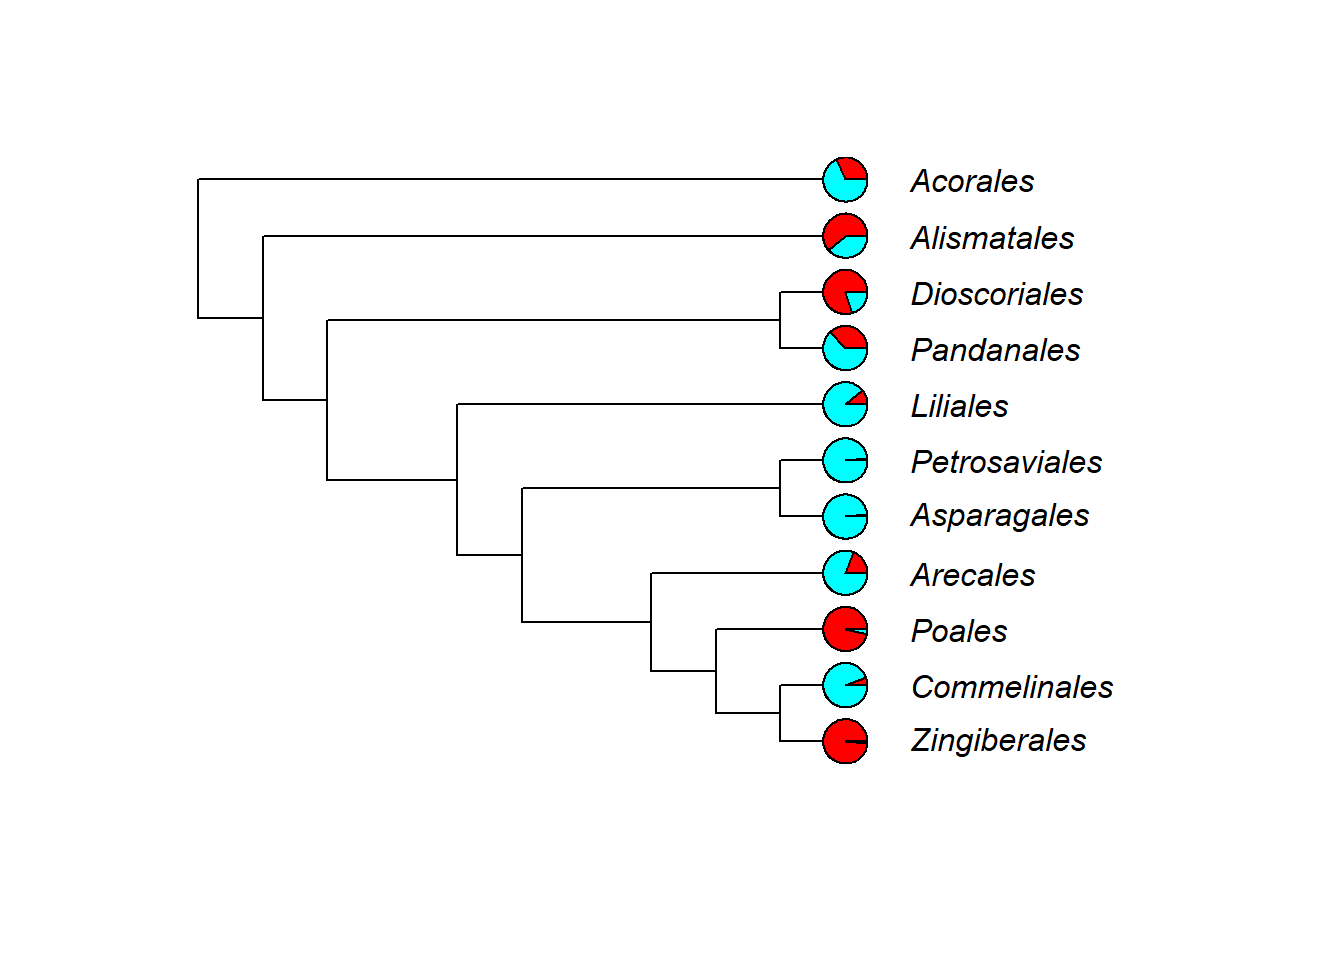 Acorales
Alismatales
Dioscoriales
Pandanales
Liliales
Petrosaviales
Asparagales
Arecales
Poales
Commelinales
Zingiberales